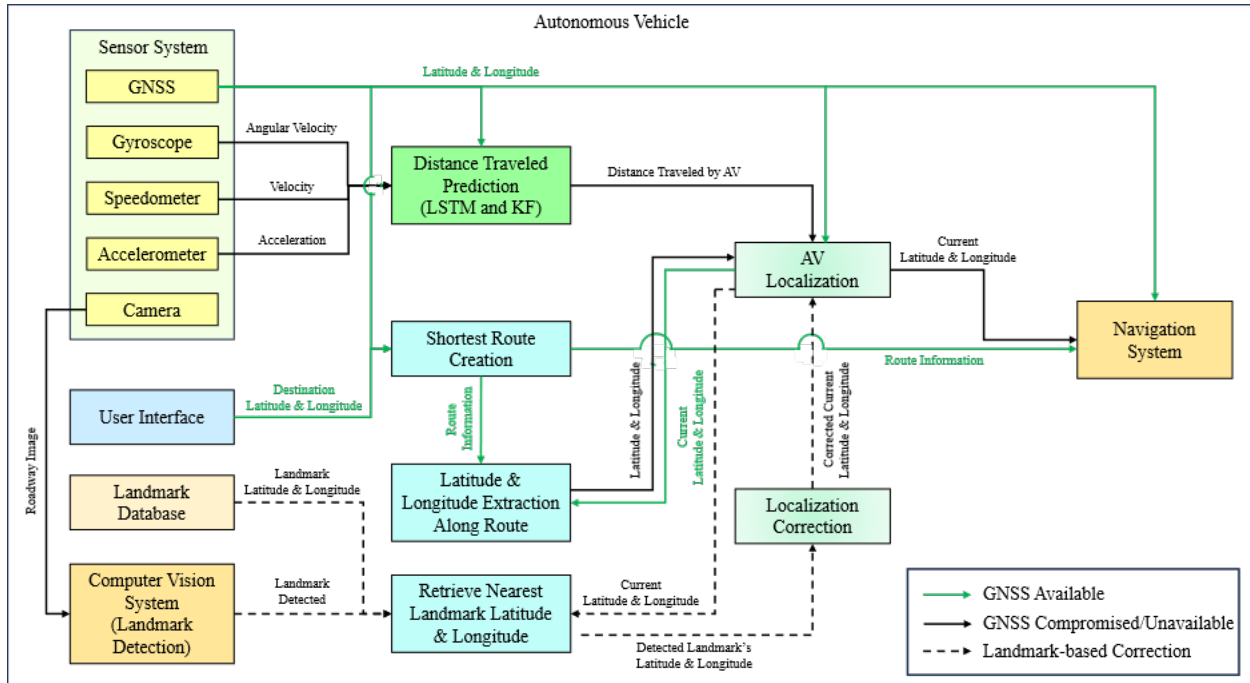 Autonomous Vehicle
Sensor System
GNSS
Gyroscope
Speedometer
Accelerometer
Camera
Latitude & Longitude
Angular Velocity
Velocity
Acceleration
Distance Traveled
Prediction
(LSTM and KF)
Distance Traveled by AV
AV
Localization
Current
Latitude & Longitude
Navigation
System
Shortest Route
Creation
Route Information
User Interface
Destination
Latitude & Longitude
Route
Information
Latitude & Longitude
Current
Latitude & Longitude
Corrected Current
Latitude & Longitude
Roadway Image
Landmark
Database
Landmark
Latitude & Longitude
Latitude &
Longitude Extraction
Along Route
Localization
Correction
Computer Vision
System
(Landmark
Detection)
Landmark
Detected
Retrieve Nearest
Landmark Latitude
& Longitude
Current
Latitude & Longitude
Detected Landmark's
Latitude & Longitude
GNSS Available
GNSS Compromised/Unavailable
Landmark-based Correction